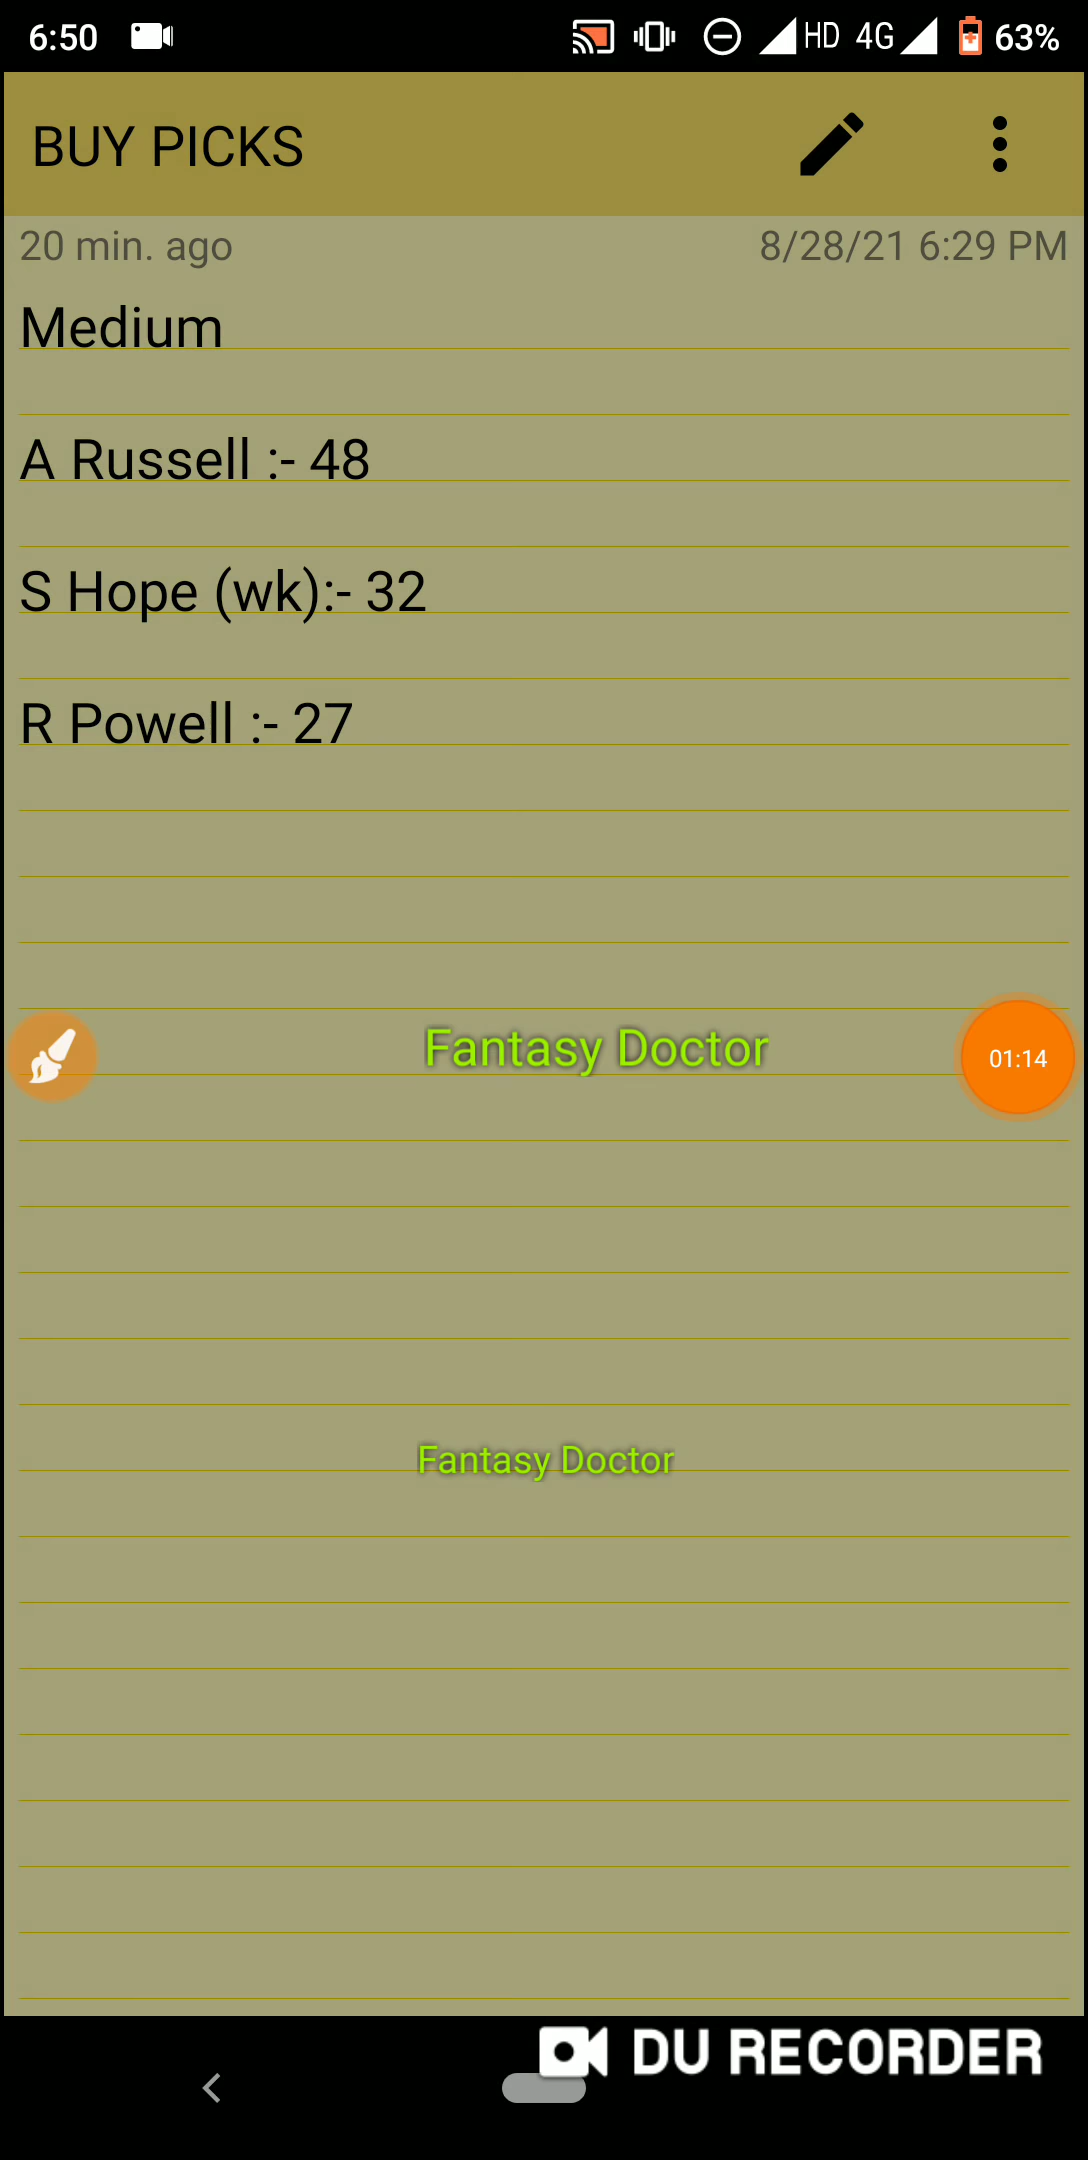 6:50 HD 4G 63%
BUY PICKS
20 min. ago 8/28/21 6:29 PM
Medium
A Russell :- 48
S Hope (wk):- 32
R Powell :- 27
Fantasy Doctor
01:14
Fantasy Doctor
DU RECORDER